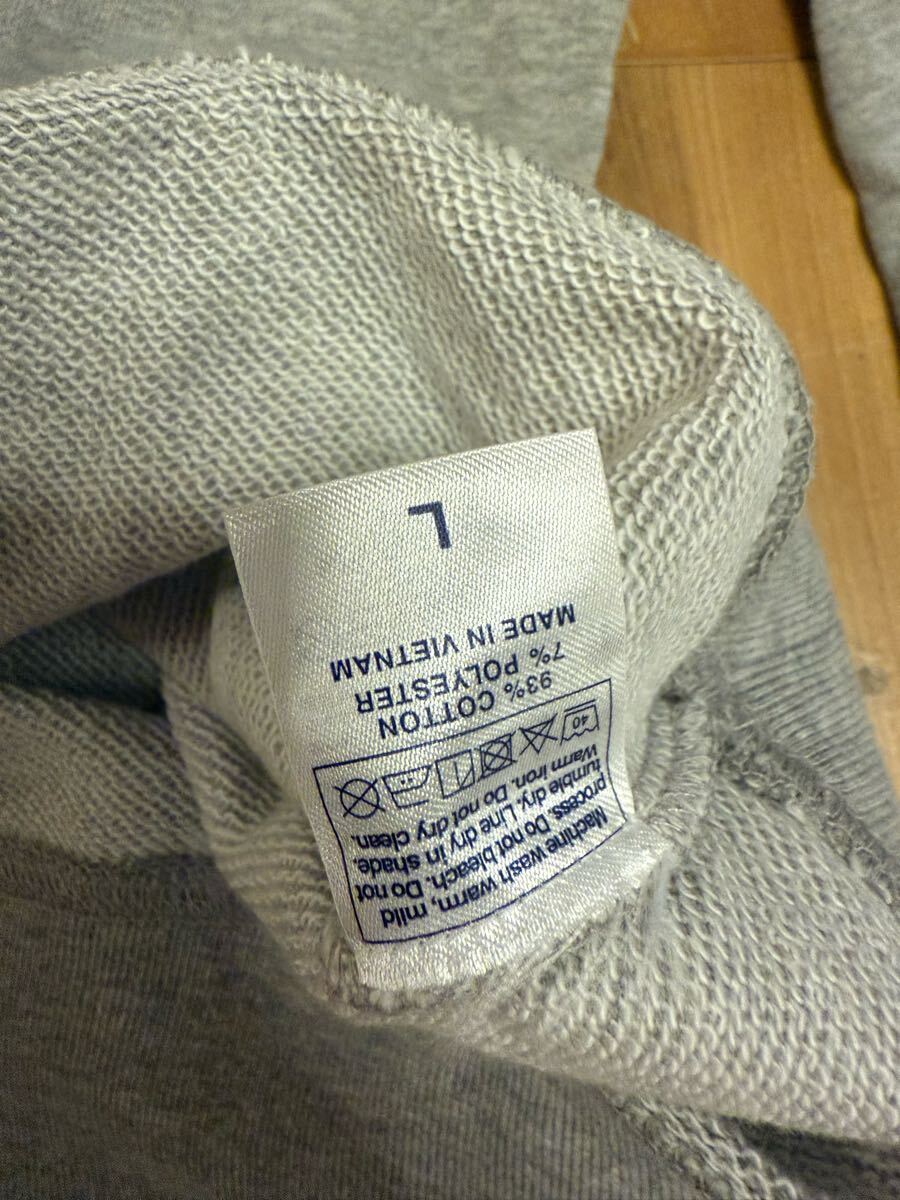 Machine wash warm, mild
process. Do not bleach. Do not
tumble dry. Line dry in shade.
Warm iron. Do not dry clean.
40
93% COTTON
7% POLYESTER
MADE IN VIETNAM
L